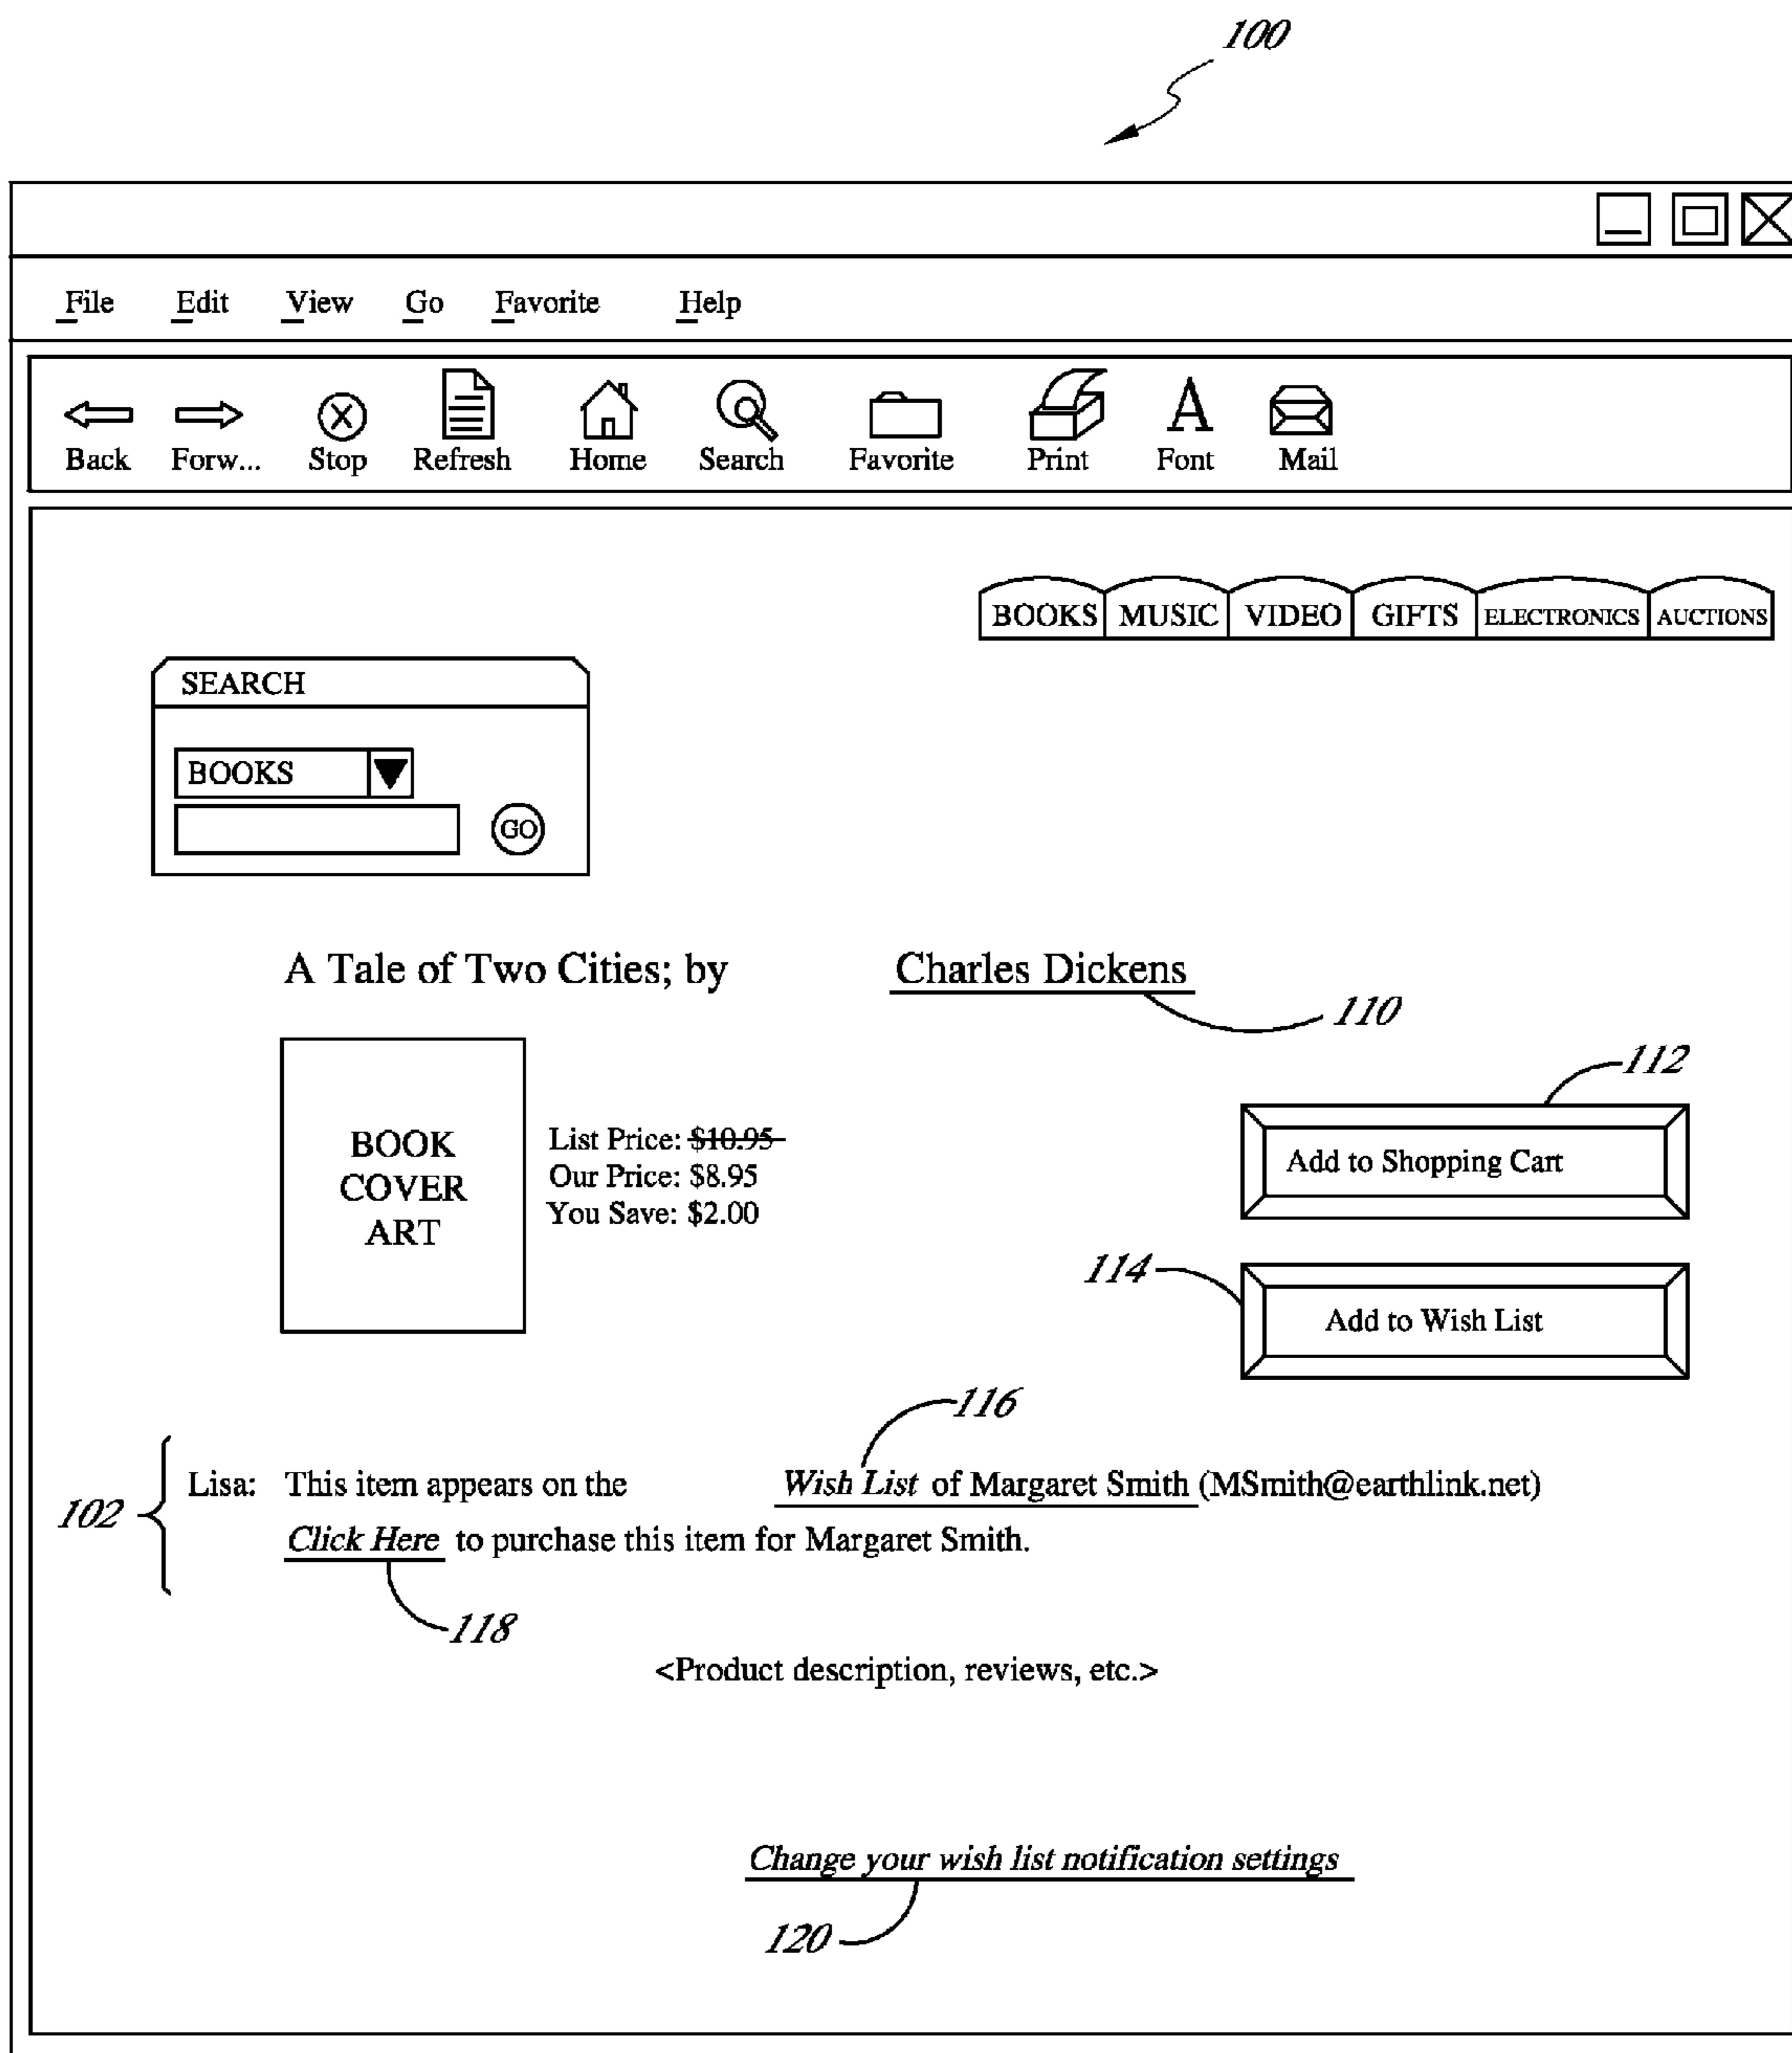 100
File Edit View Go Favorite Help
Back Forw... Stop Refresh Home Search Favorite Print Font Mail
BOOKS MUSIC VIDEO GIFTS ELECTRONICS AUCTIONS
SEARCH
BOOKS
GO
A Tale of Two Cities; by Charles Dickens
110
112
BOOK
COVER
ART
List Price: $10.95
Our Price: $8.95
You Save: $2.00
Add to Shopping Cart
114
Add to Wish List
116
102
Lisa: This item appears on the Wish List of Margaret Smith (MSmith@earthlink.net)
Click Here to purchase this item for Margaret Smith.
118
<Product description, reviews, etc.>
Change your wish list notification settings
120